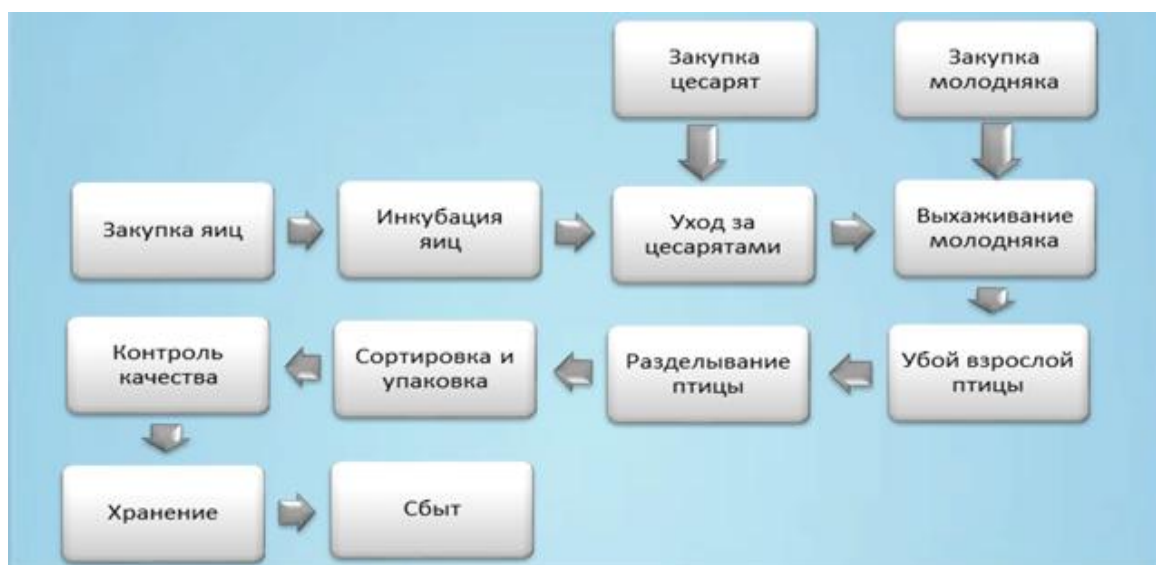 Закупка
цесарят
Закупка
молодняка
Закупка яиц
Инкубация
яиц
Уход за
цесарятами
Выхаживание
молодняка
Контроль
качества
Сортировка и
упаковка
Разделывание
птицы
Убой взрослой
птицы
Хранение
Сбыт